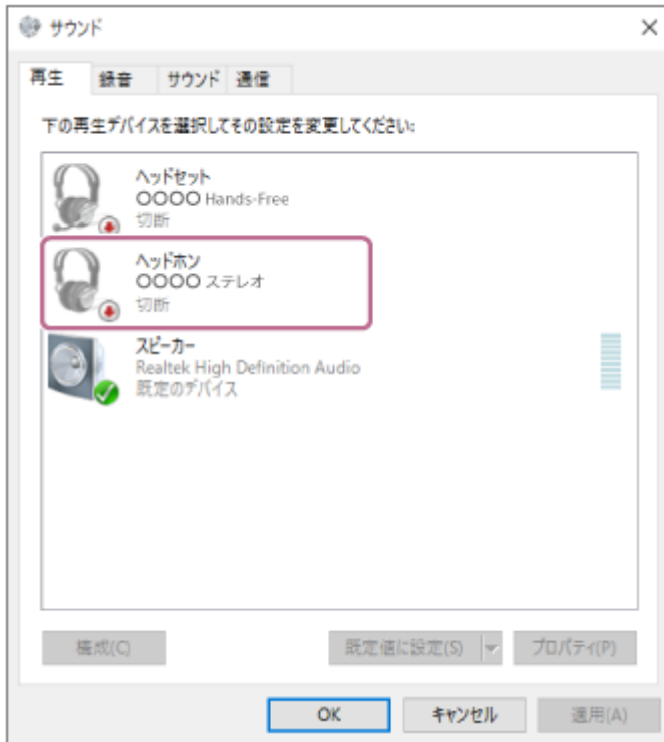 サウンド
再生 録音 サウンド 通信
下の再生デバイスを選択してその設定を変更してください:
ヘッドセット
〇〇〇〇 Hands-Free
切断
ヘッドホン
〇〇〇〇 ステレオ
切断
スピーカー
Realtek High Definition Audio
既定のデバイス
構成(C) 既定値に設定(S) プロパティ(P)
OK キャンセル 適用(A)